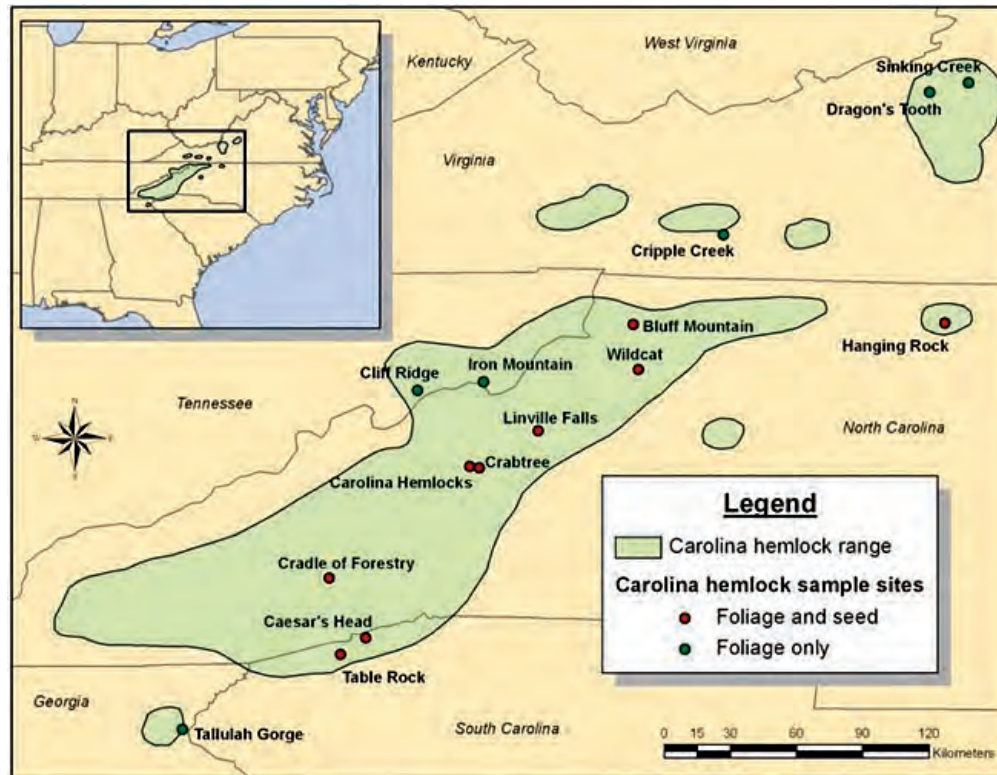 West Virginia
Kentucky
Sinking Creek
Dragon's Tooth
Virginia
Cripple Creek
Bluff Mountain
Hanging Rock
Wildcat
Iron Mountain
Cliff Ridge
Tennessee
Linville Falls
North Carolina
N
W
E
S
Crabtree
Carolina Hemlocks
Legend
Carolina hemlock range
Carolina hemlock sample sites
Foliage and seed
Foliage only
Cradle of Forestry
Caesar's Head
Table Rock
Georgia
Tallulah Gorge
South Carolina
0 15 30 60 90 120
Kilometers